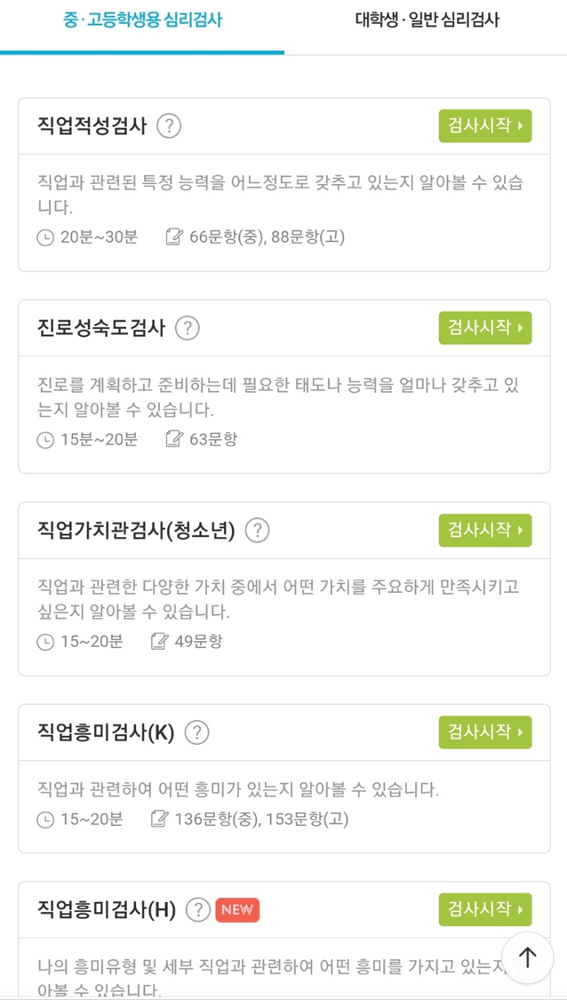 중·고등학생용 심리검사 대학생·일반 심리검사
직업적성검사 ? 검사시작
직업과 관련된 특정 능력을 어느정도로 갖추고 있는지 알아볼 수 있습
니다.
20분~30분 66문항(중), 88문항(고)
진로성숙도검사 ? 검사시작
진로를 계획하고 준비하는데 필요한 태도나 능력을 얼마나 갖추고 있
는지 알아볼 수 있습니다.
15분~20분 63문항
직업가치관검사(청소년) ? 검사시작
직업과 관련한 다양한 가치 중에서 어떤 가치를 주요하게 만족시키고
싶은지 알아볼 수 있습니다.
15~20분 49문항
직업흥미검사(K) ? 검사시작
직업과 관련하여 어떤 흥미가 있는지 알아볼 수 있습니다.
15~20분 136문항(중), 153문항(고)
직업흥미검사(H) ? NEW 검사시작
나의 흥미유형 및 세부 직업과 관련하여 어떤 흥미를 가지고 있는지
아볼 수 있습니다.